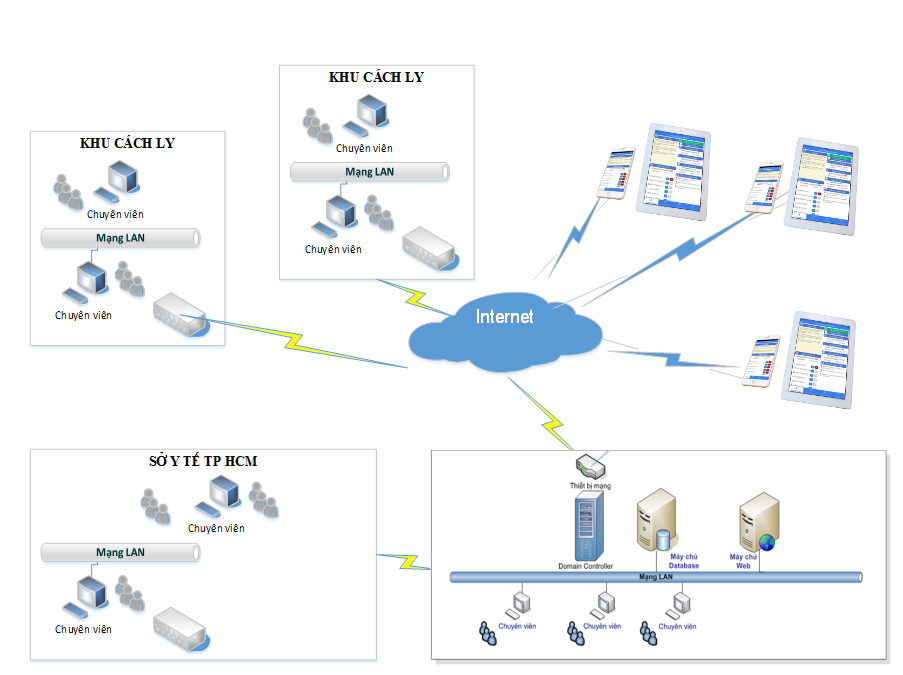 KHU CÁCH LY
Chuyên viên
Mạng LAN
Chuyên viên
KHU CÁCH LY
Chuyên viên
Mạng LAN
Chuyên viên
Internet
SỞ Y TẾ TP HCM
Chuyên viên
Mạng LAN
Chuyên viên
Thiết bị mạng
Domain Controller
Máy chủ
Database
Máy chủ
Web
Mạng LAN
Chuyên viên
Chuyên viên
Chuyên viên